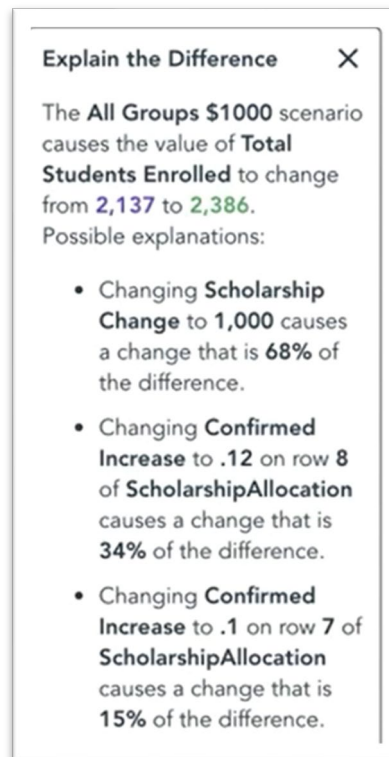 Explain the Difference ×
The All Groups $1000 scenario
causes the value of Total
Students Enrolled to change
from 2,137 to 2,386.
Possible explanations:
• Changing Scholarship
Change to 1,000 causes
a change that is 68% of
the difference.
• Changing Confirmed
Increase to .12 on row 8
of ScholarshipAllocation
causes a change that is
34% of the difference.
• Changing Confirmed
Increase to .1 on row 7 of
ScholarshipAllocation
causes a change that is
15% of the difference.